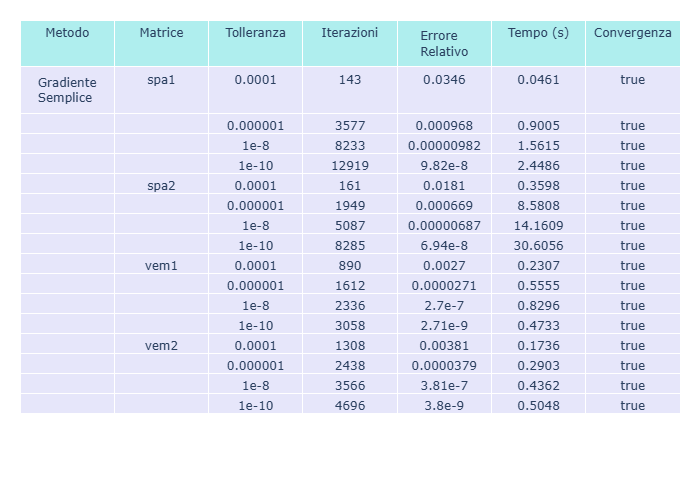 Metodo Matrice Tolleranza Iterazioni Errore Relativo Tempo (s) Convergenza
Gradiente Semplice spa1 0.0001 143 0.0346 0.0461 true
0.000001 3577 0.000968 0.9005 true
1e-8 8233 0.00000982 1.5615 true
1e-10 12919 9.82e-8 2.4486 true
spa2 0.0001 161 0.0181 0.3598 true
0.000001 1949 0.000669 8.5808 true
1e-8 5087 0.00000687 14.1609 true
1e-10 8285 6.94e-8 30.6056 true
vem1 0.0001 890 0.0027 0.2307 true
0.000001 1612 0.0000271 0.5555 true
1e-8 2336 2.7e-7 0.8296 true
1e-10 3058 2.71e-9 0.4733 true
vem2 0.0001 1308 0.00381 0.1736 true
0.000001 2438 0.0000379 0.2903 true
1e-8 3566 3.81e-7 0.4362 true
1e-10 4696 3.8e-9 0.5048 true